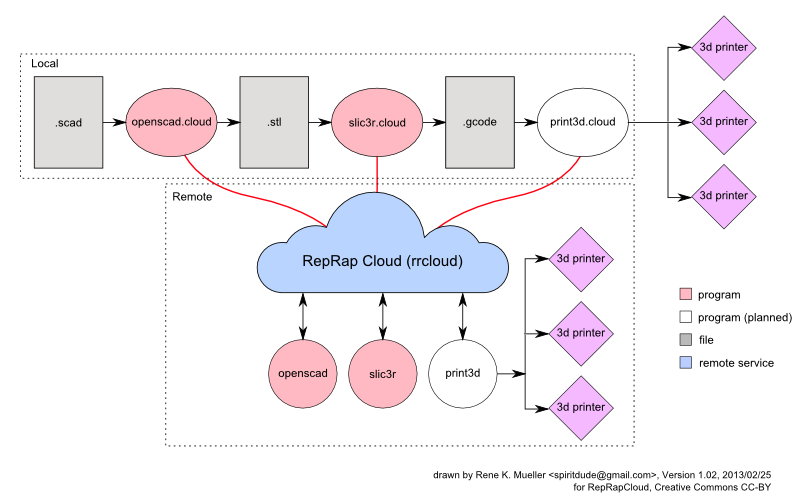 Local
.scad
openscad.cloud
.stl
slic3r.cloud
.gcode
print3d.cloud
3d printer
3d printer
3d printer
Remote
RepRap Cloud (rrcloud)
openscad
slic3r
print3d
3d printer
3d printer
3d printer
program
program (planned)
file
remote service
drawn by Rene K. Mueller <spiritdude@gmail.com>, Version 1.02, 2013/02/25
for RepRapCloud, Creative Commons CC-BY